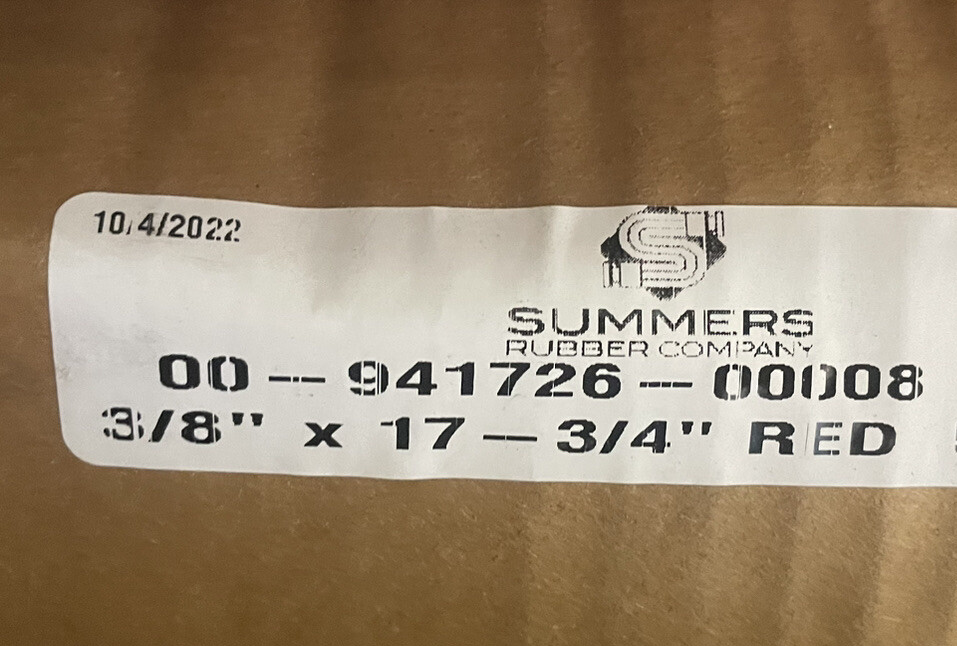 10/4/2022
SUMMERS
RUBBER COMPANY
00-941726-00008
3/8" x 17-3/4" RED